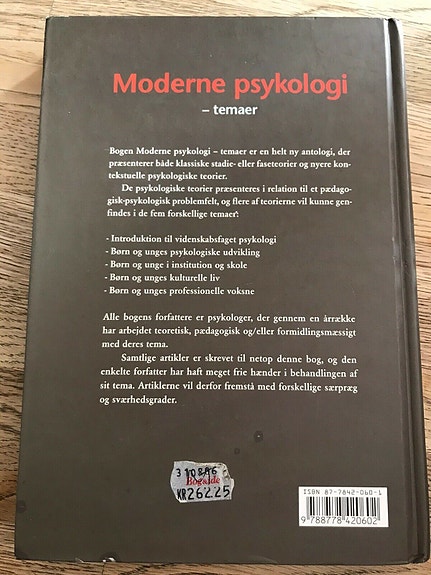 Moderne psykologi
– temaer
Bogen Moderne psykologi – temaer er en helt ny antologi, der
præsenterer både klassiske stadie- eller faseteorier og nyere kon-
tekstuelle psykologiske teorier.
De psykologiske teorier præsenteres i relation til et pædago-
gisk-psykologisk problemfelt, og flere af teorierne vil kunne gen-
findes i de fem forskellige temaer:
- Introduktion til videnskabsfaget psykologi
- Børn og unges psykologiske udvikling
- Børn og unge i institution og skole
- Børn og unges kulturelle liv
- Børn og unges professionelle voksne
Alle bogens forfattere er psykologer, der gennem en årrække
har arbejdet teoretisk, pædagogisk og/eller formidlingsmæssigt
med deres tema.
Samtlige artikler er skrevet til netop denne bog, og den
enkelte forfatter har haft meget frie hænder i behandlingen af
sit tema. Artiklerne vil derfor fremstå med forskellige særpræg
og sværhedsgrader.
310886
KR262.25
ISBN 87-7842-060-1
9 788778 420602